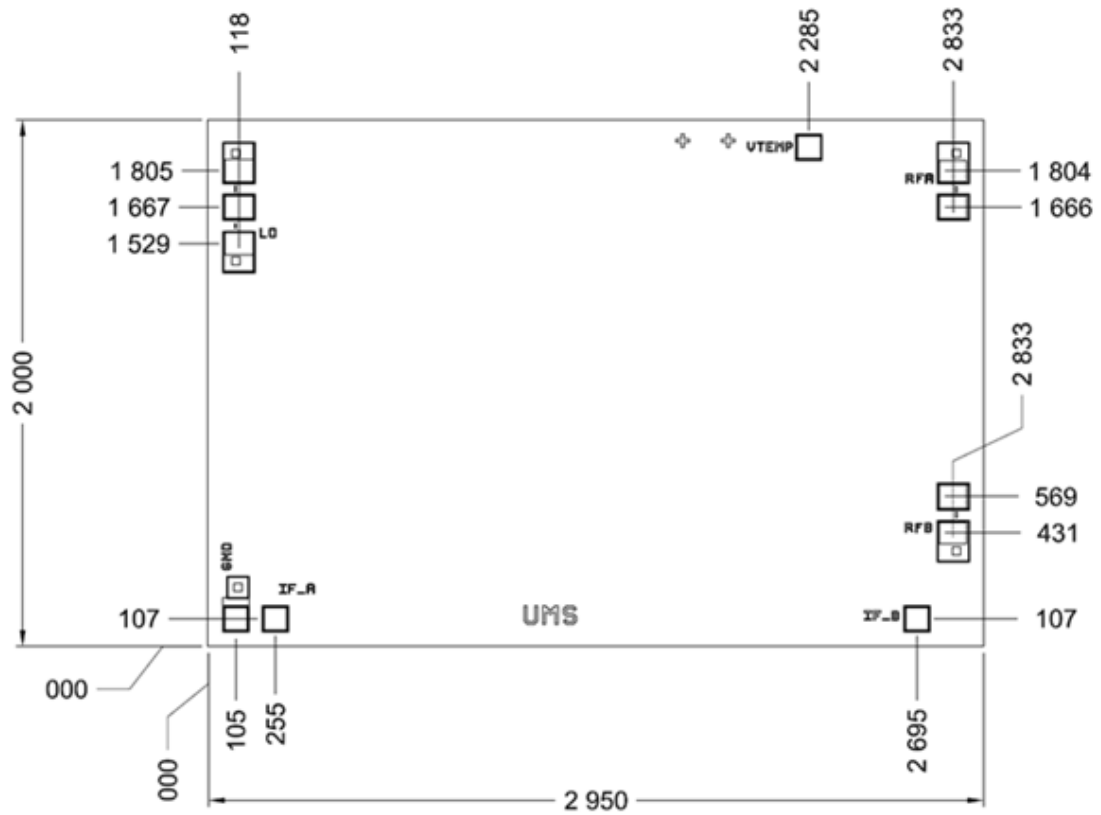 118
2 285
2 833
VTEMP
1 805
1 804
RFA
1 667
1 666
LO
1 529
2 000
2 833
569
RFB
431
GND
IF_A
107
UMS
IF_B
107
000
105
255
2 695
000
2 950